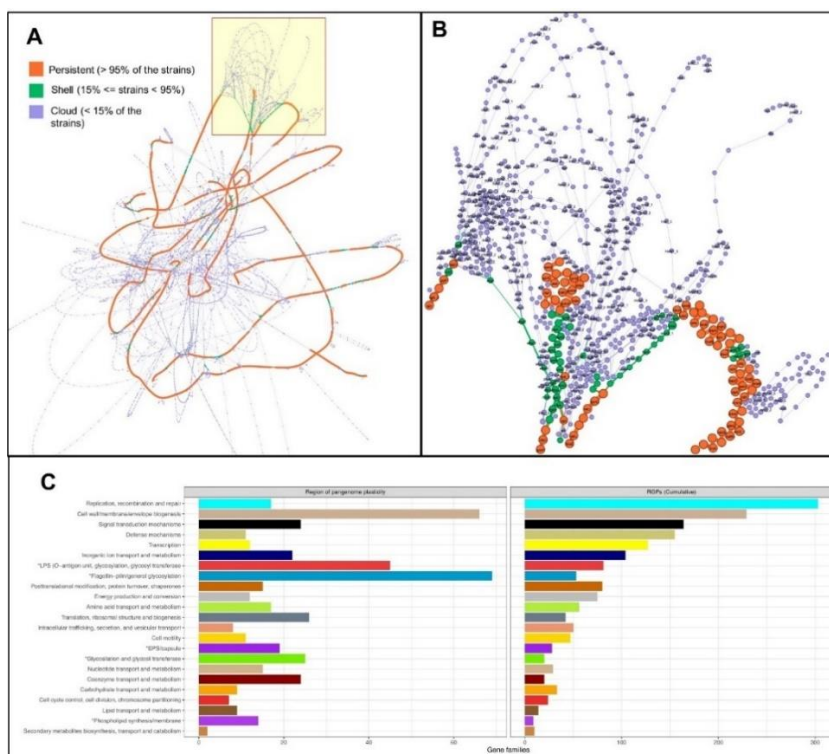 A
Persistent (> 95% of the strains)
Shell (15% <= strains < 95%)
Cloud (< 15% of the
strains)
B
C
Region of pangenome plasticity
RGPs (Cumulative)
Replication, recombination and repair
Cell wall/membrane/envelope biogenesis
Signal transduction mechanisms
Defense mechanisms
Transcription
Inorganic ion transport and metabolism
*LPS (O- antigen unit, glycosylation, glycosyl transferase
*Flagellin- pilin/general glycosylation
Posttranslational modification, protein turnover, chaperones
Energy production and conversion
Amino acid transport and metabolism
Translation, ribosomal structure and biogenesis
Intracellular trafficking, secretion, and vesicular transport
Cell motility
*EPS/capsule
*Glycosylation and glycosyl transferase
Nucleotide transport and metabolism
Coenzyme transport and metabolism
Carbohydrate transport and metabolism
Cell cycle control, cell division, chromosome partitioning
Lipid transport and metabolism
*Phospholipid synthesis/membrane
Secondary metabolites biosynthesis, transport and catabolism
0 20 40 60 0 100 200 300
Gene families